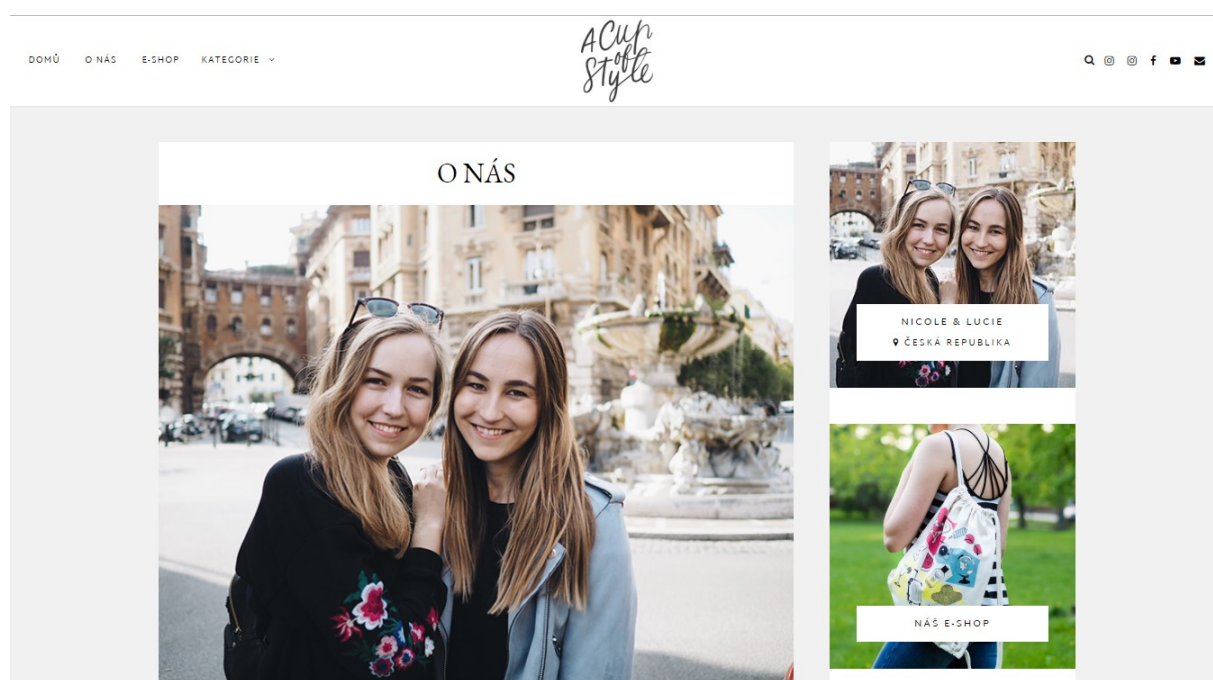 DOMŮ
O NÁS
E-SHOP
KATEGORIE
A Cup
of
Style
O NÁS
NICOLE & LUCIE
ČESKÁ REPUBLIKA
NÁŠ E-SHOP